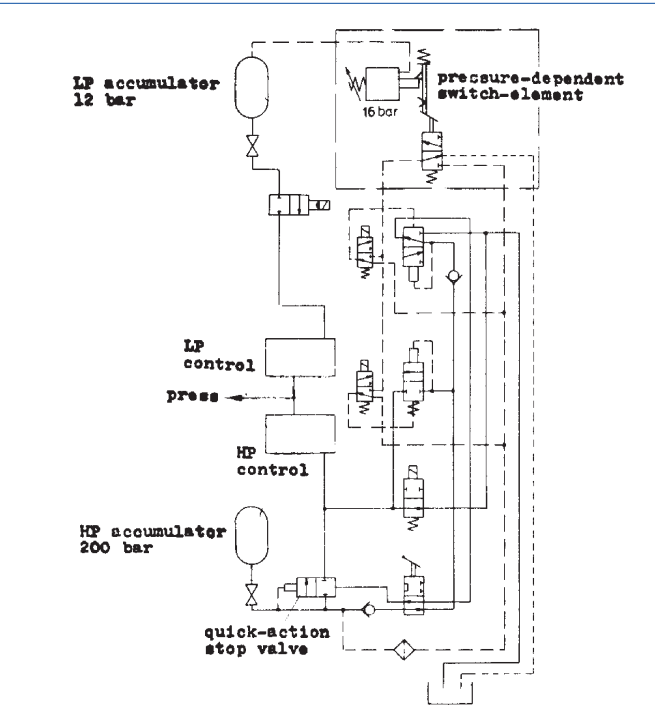 LP accumulator
12 bar
pressure-dependent
switch-element
16 bar
LP
control
press
HP
control
HP accumulator
200 bar
quick-action
stop valve